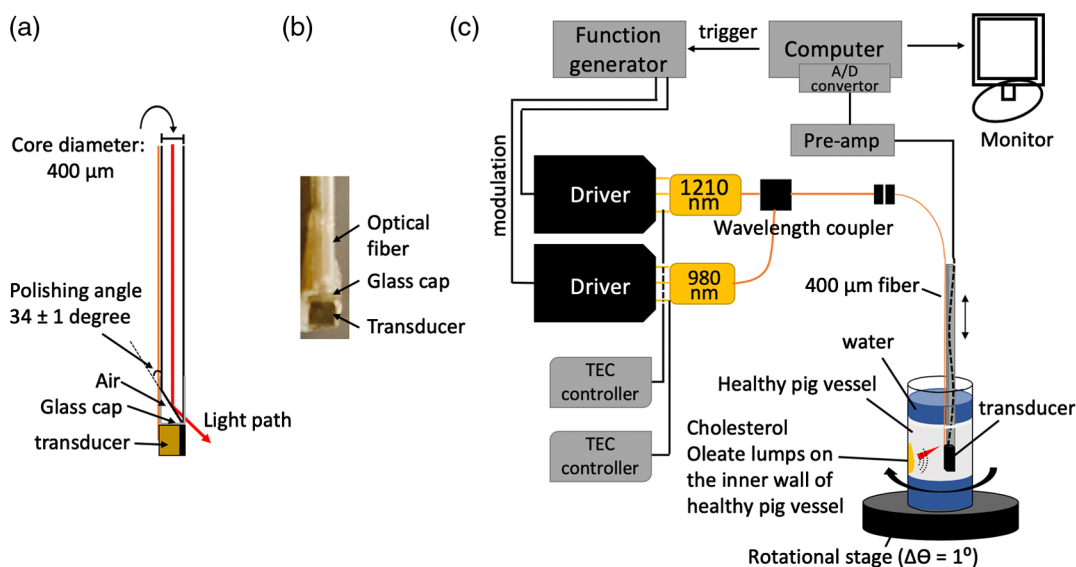 (a)
Core diameter:
400 μm
Polishing angle
34 ± 1 degree
Air
Glass cap
transducer
Light path
(b)
Optical
fiber
Glass cap
Transducer
(c)
Function
generator
trigger
Computer
A/D
convertor
Monitor
Pre-amp
modulation
Driver
1210
nm
Wavelength coupler
Driver
980
nm
400 μm fiber
TEC
controller
TEC
controller
water
Healthy pig vessel
transducer
Cholesterol
Oleate lumps on
the inner wall of
healthy pig vessel
Rotational stage (ΔΘ = 1⁰)